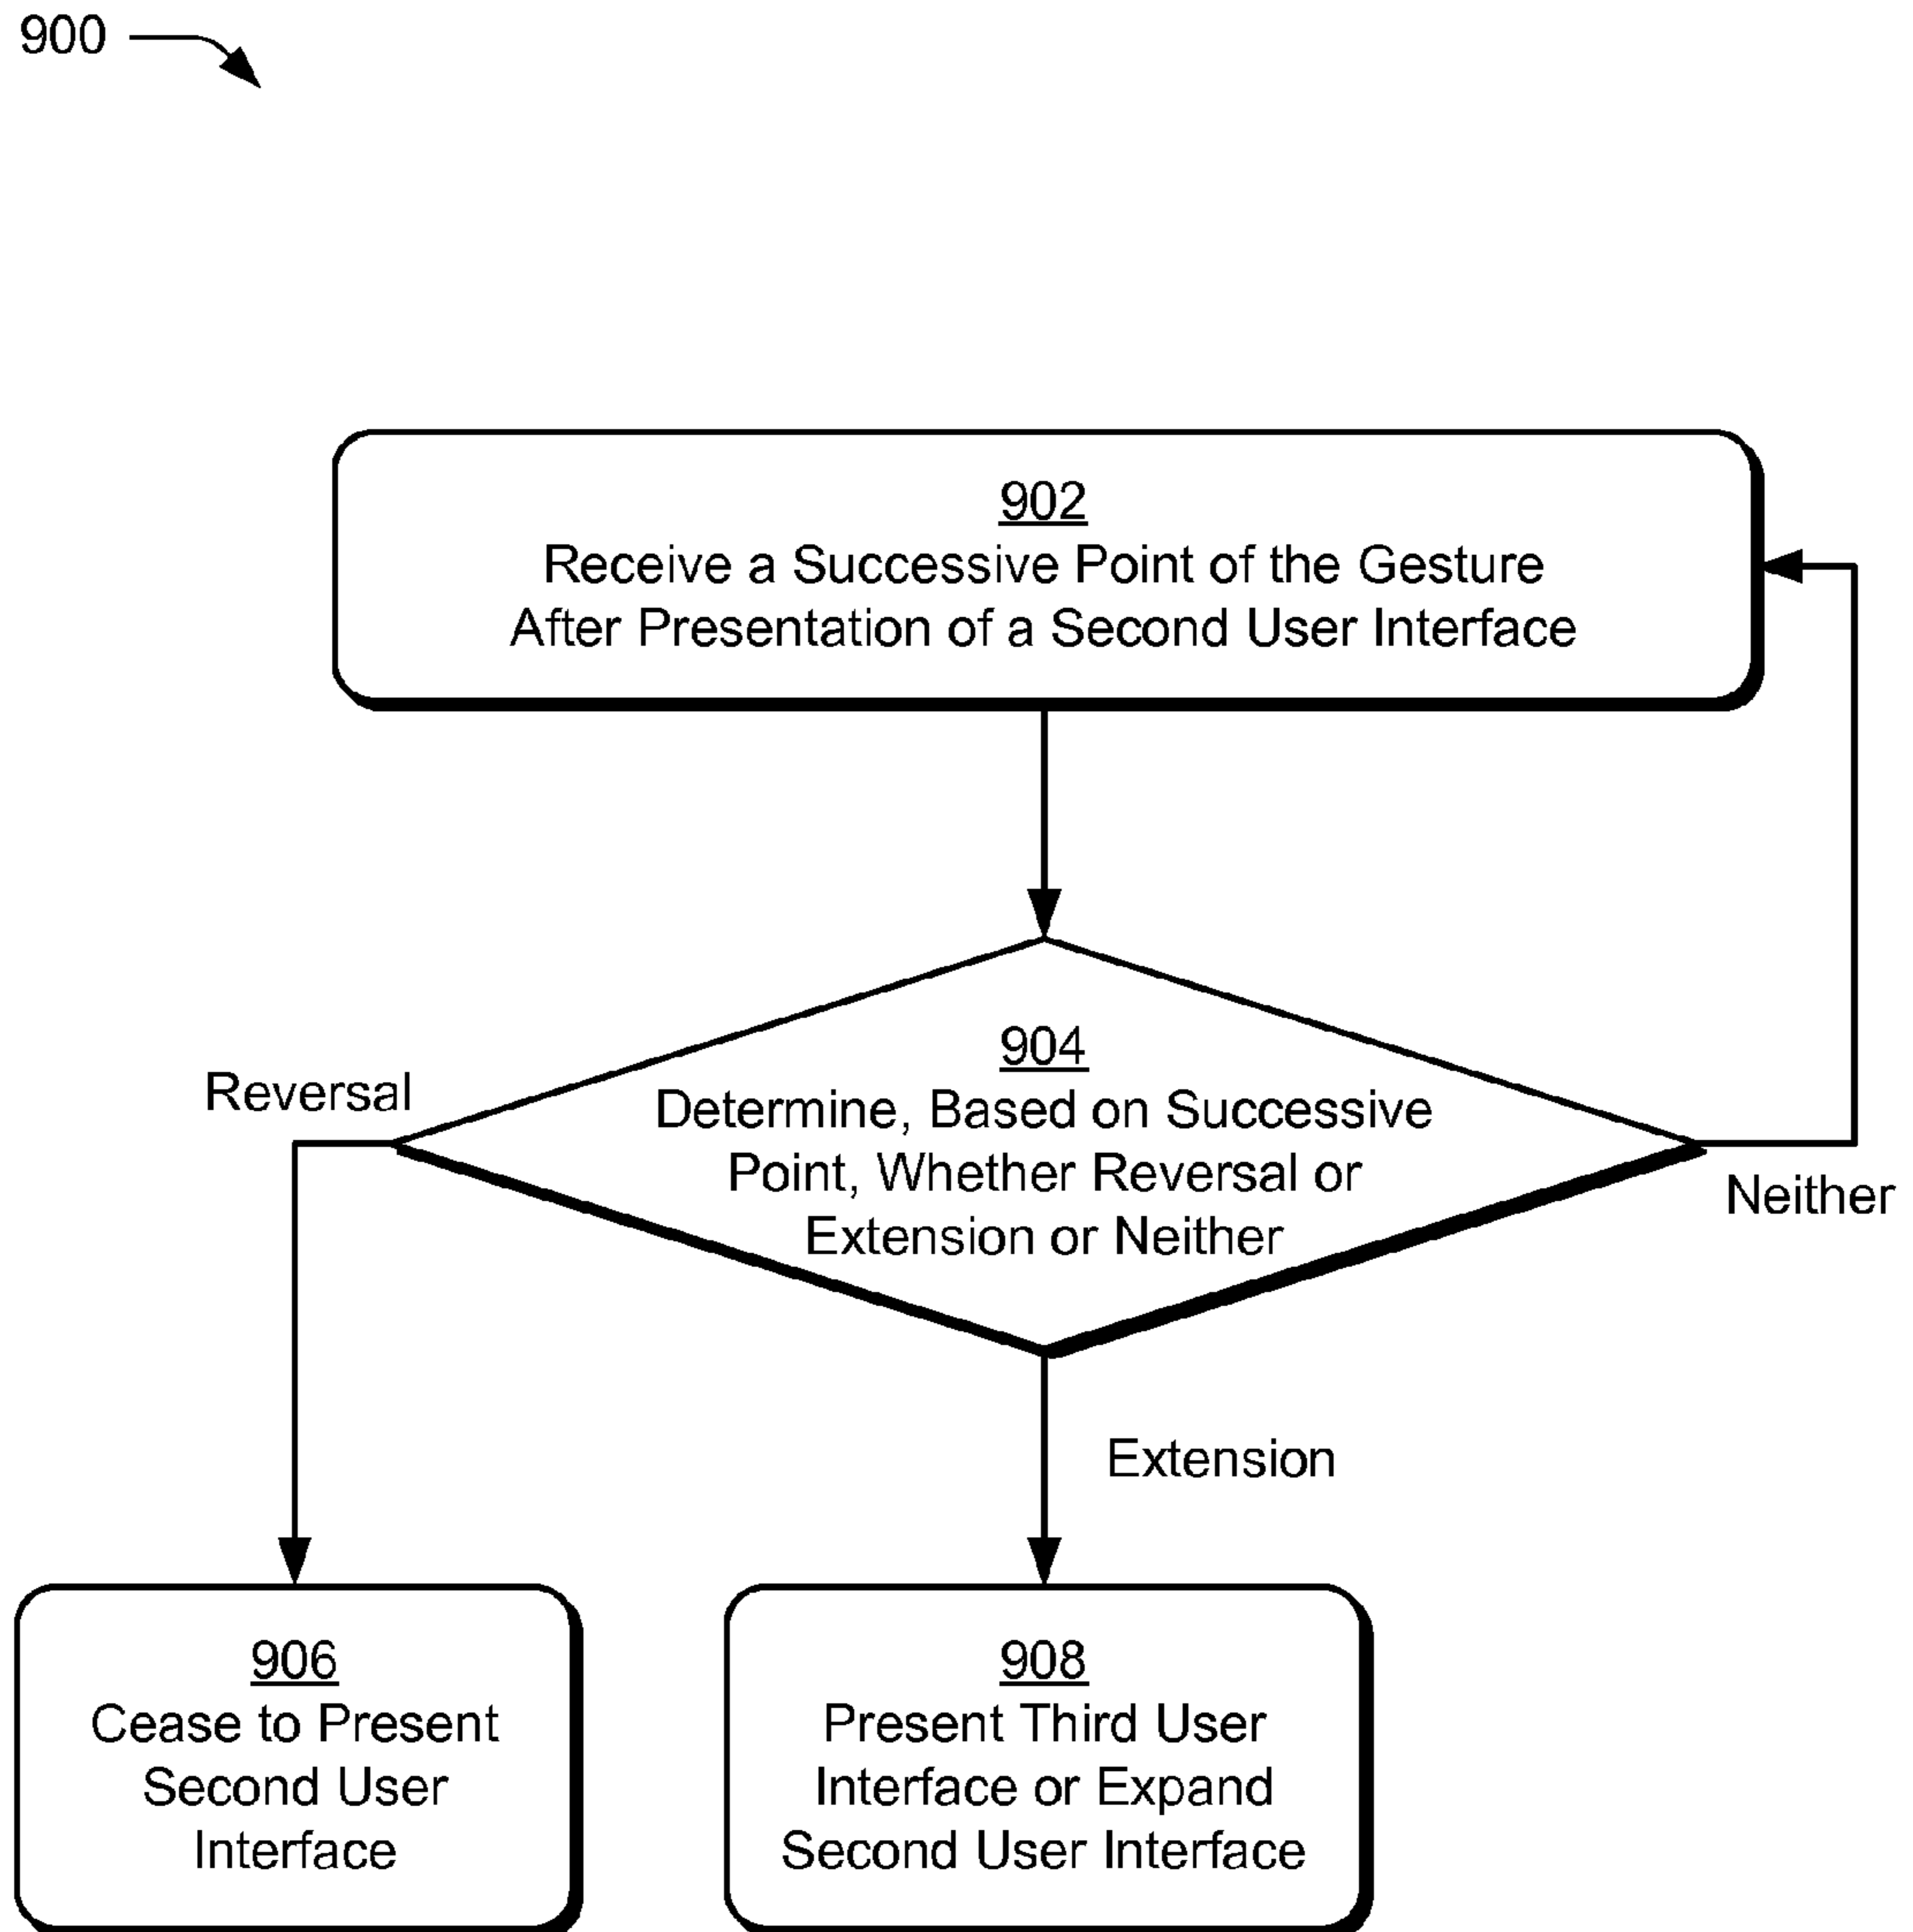 900
902
Receive a Successive Point of the Gesture
After Presentation of a Second User Interface
904
Determine, Based on Successive
Point, Whether Reversal or
Extension or Neither
Reversal
Neither
Extension
906
Cease to Present
Second User
Interface
908
Present Third User
Interface or Expand
Second User Interface